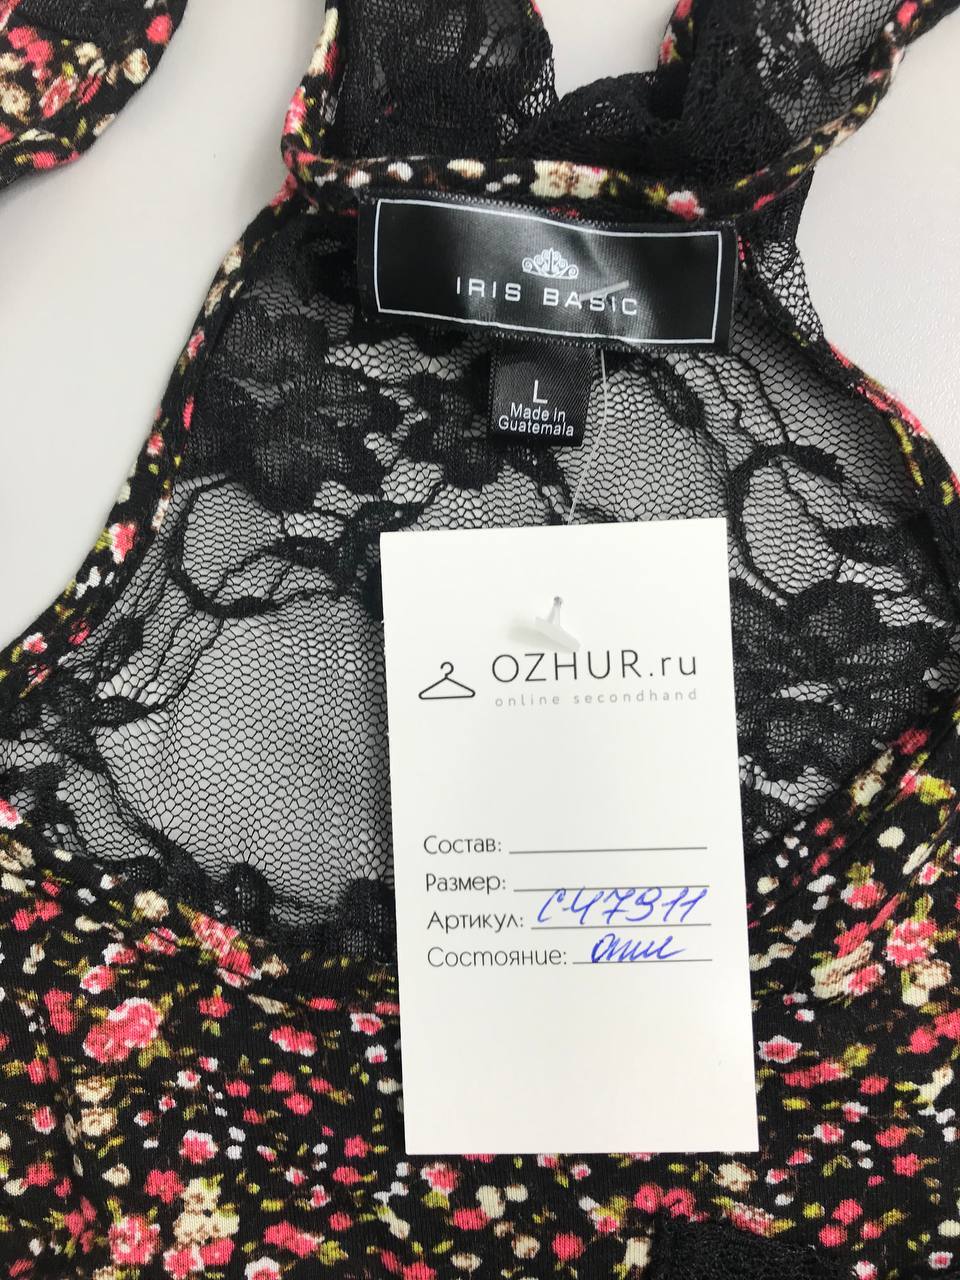 IRIS BASIC
L
Made in
Guatemala
OZHUR.ru
online secondhand
Состав:
Размер:
Артикул: С47911
Состояние: отл